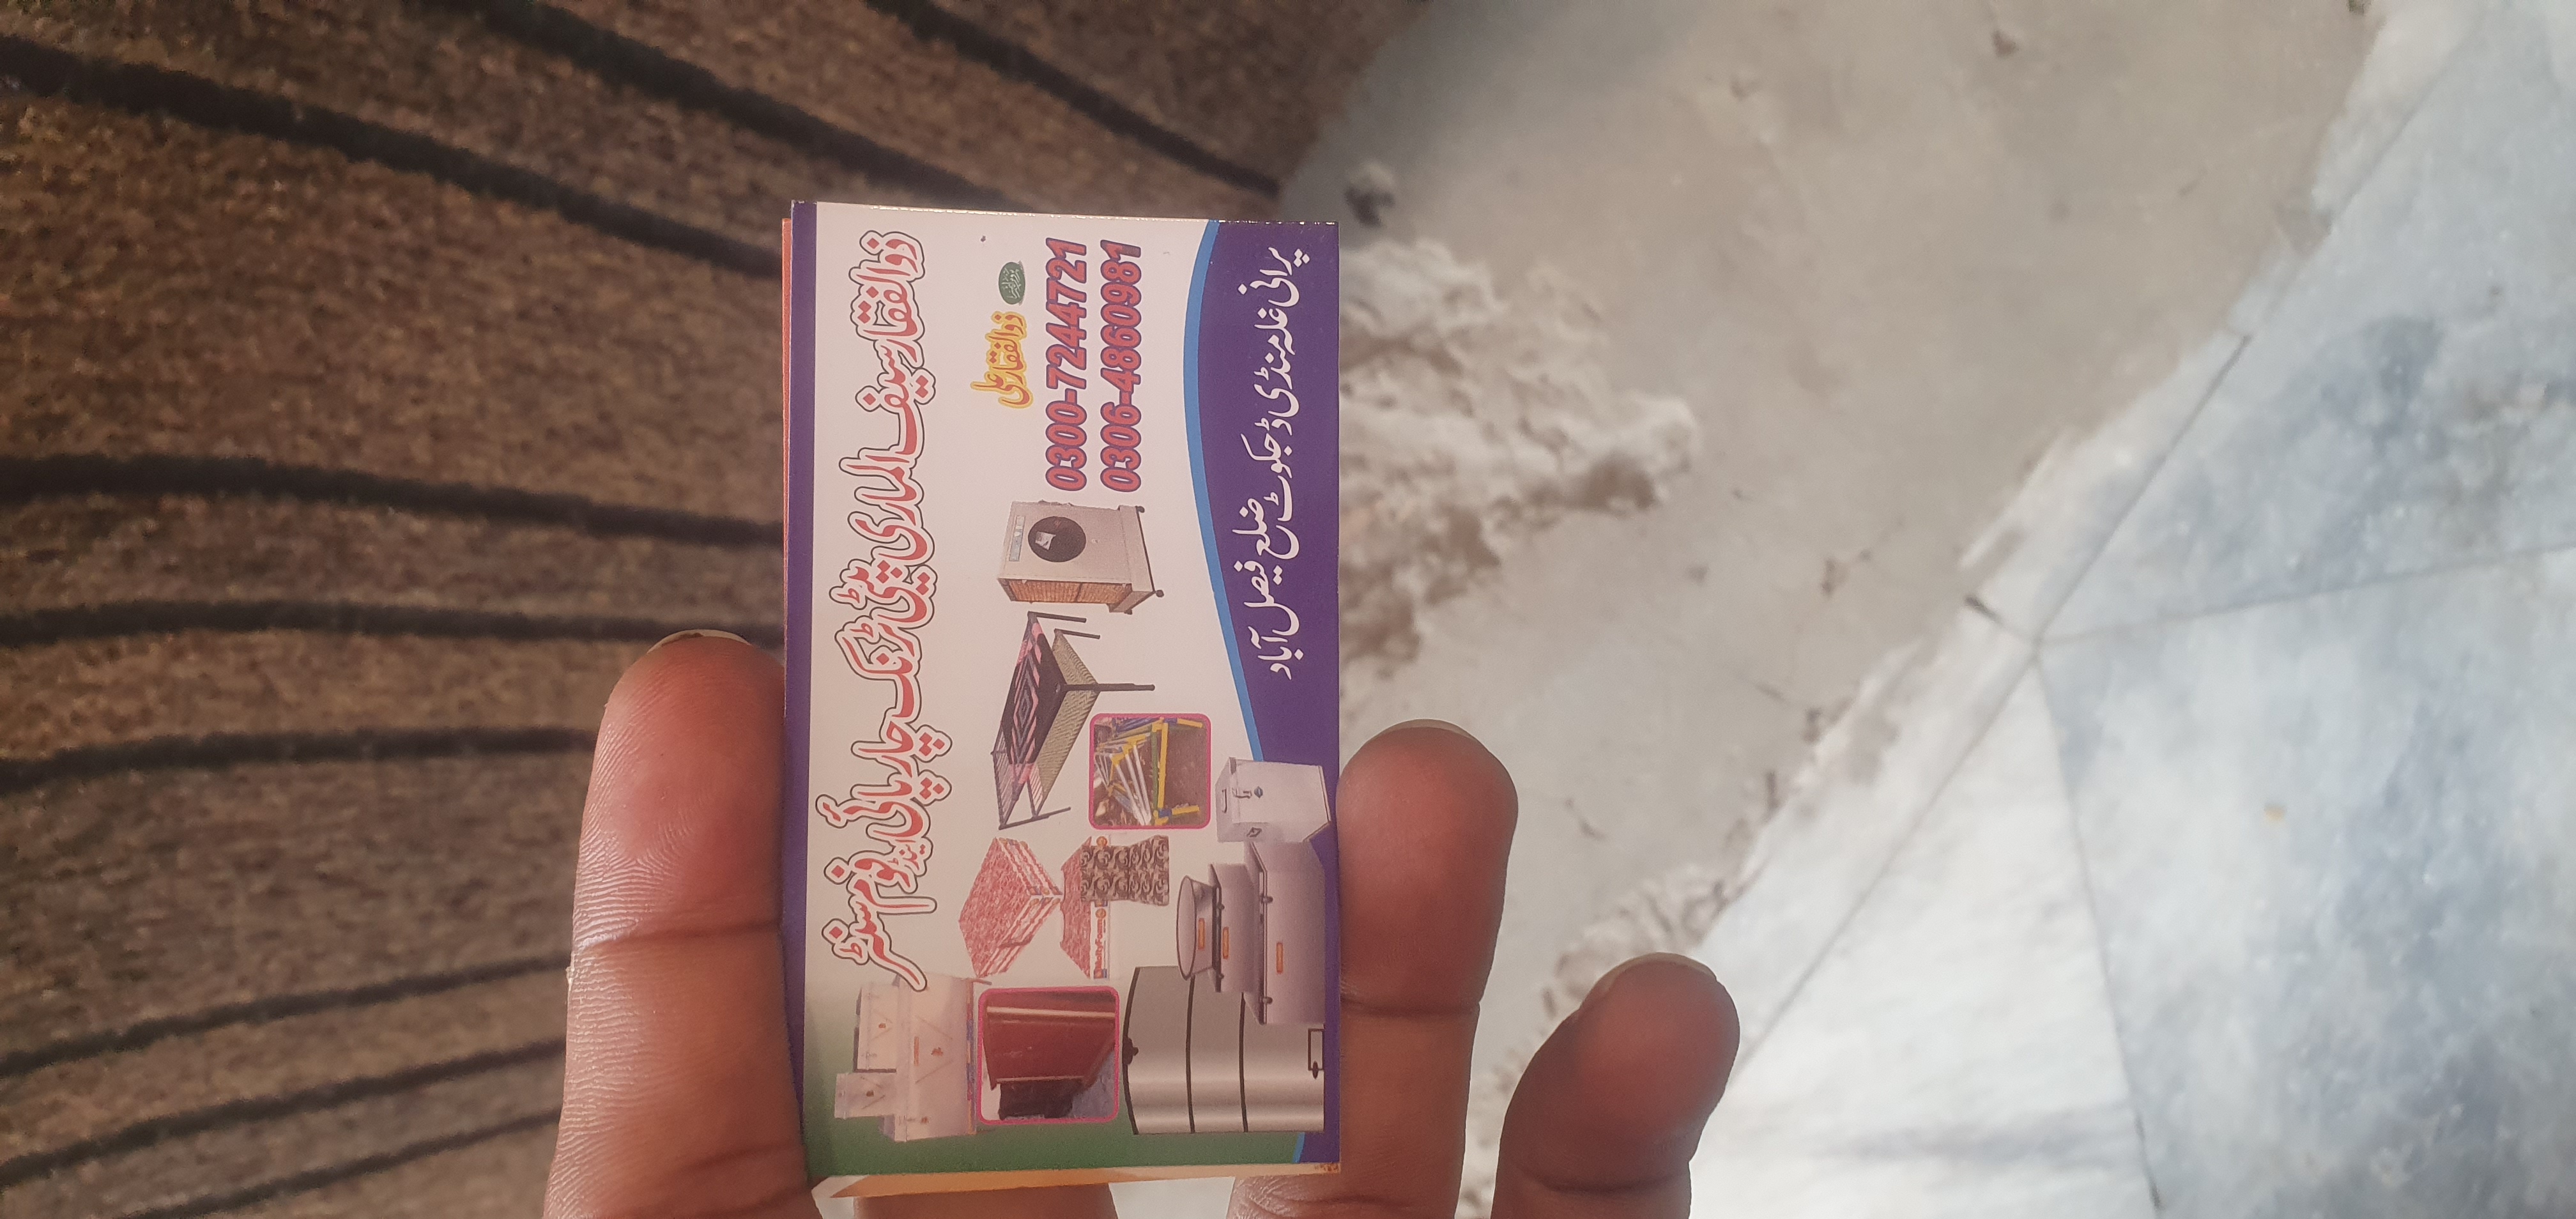 ذوالفقار سیف الماری پیٹی ٹرنک چارپائی اینڈ فوم سنٹر
ذوالفقار علی
0300-7244721
0306-4860981
پرانی غلہ منڈی ڈجکوٹ ضلع فیصل آباد